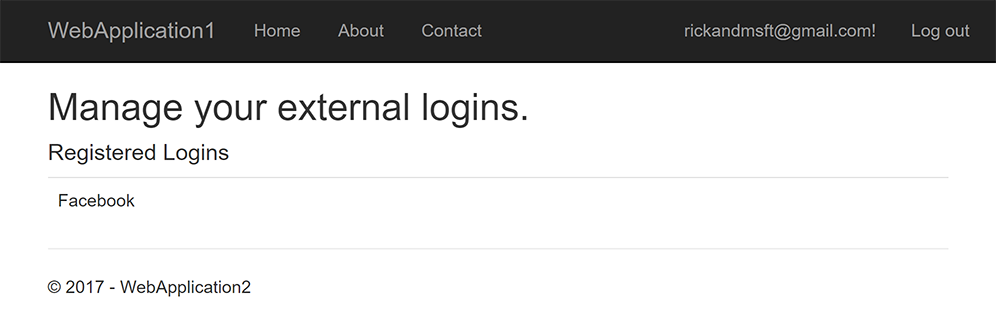 WebApplication1 Home About Contact rickandmsft@gmail.com! Log out
Manage your external logins.
Registered Logins
Facebook
© 2017 - WebApplication2